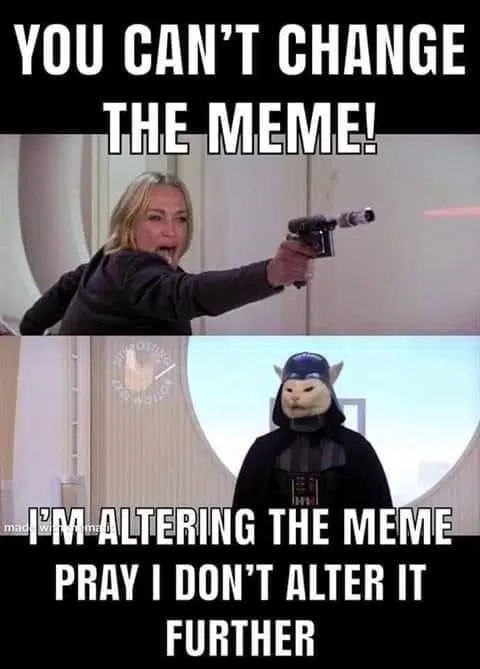 YOU CAN'T CHANGE
THE MEME!
I'M ALTERING THE MEME
PRAY I DON'T ALTER IT
FURTHER